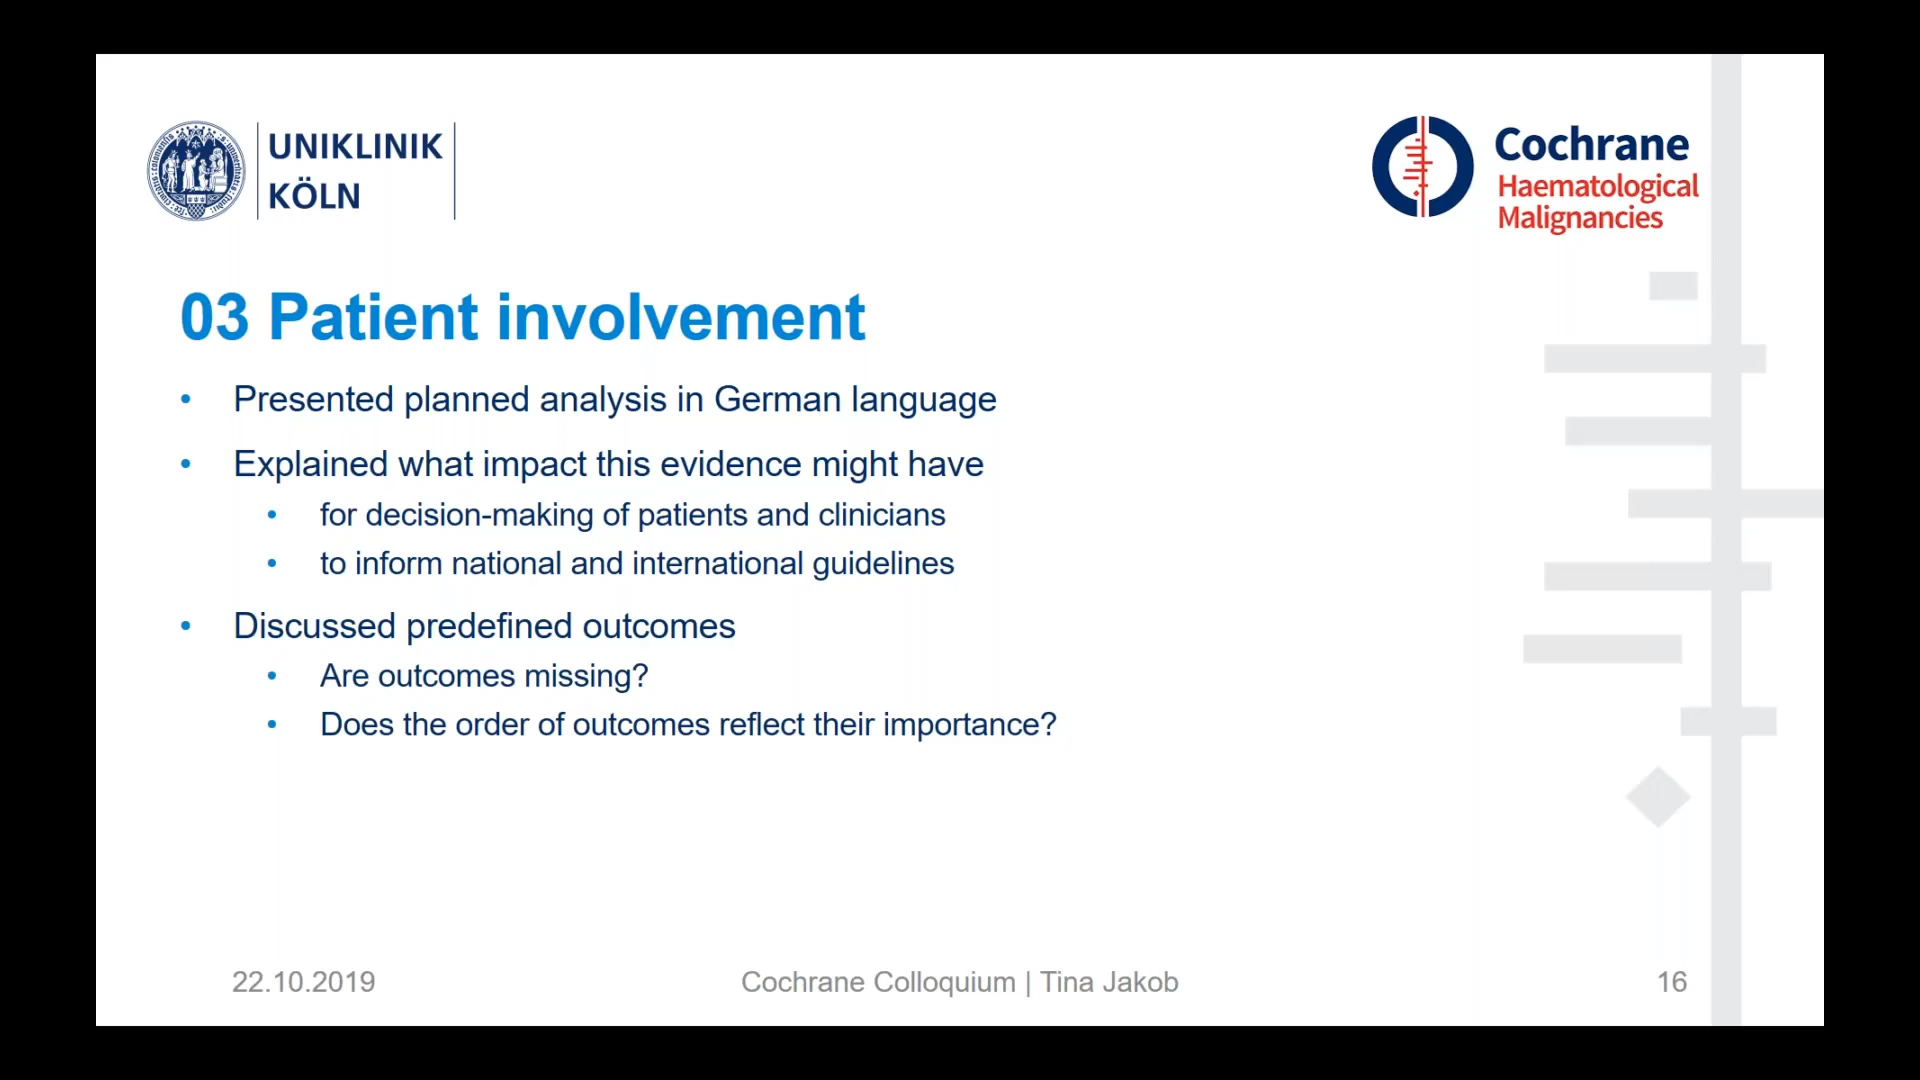 UNIKLINIK
KÖLN
Cochrane
Haematological
Malignancies
03 Patient involvement
• Presented planned analysis in German language
• Explained what impact this evidence might have
• for decision-making of patients and clinicians
• to inform national and international guidelines
• Discussed predefined outcomes
• Are outcomes missing?
• Does the order of outcomes reflect their importance?
22.10.2019
Cochrane Colloquium | Tina Jakob
16